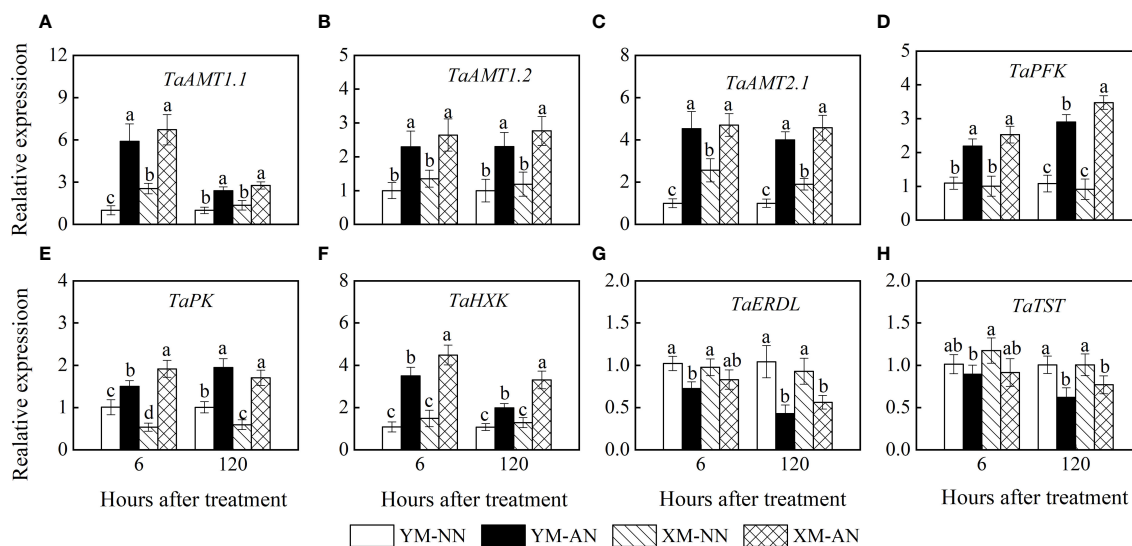 A
B
C
D
Realative expressioon
12
9
6
3
0
TaAMT1.1
c a b a
b a b a
5
4
3
2
1
0
TaAMT1.2
b a b a
b a b a
8
6
4
2
0
TaAMT2.1
c a b a
c a b a
5
4
3
2
1
0
TaPFK
b a b a
c b c a
E
F
G
H
Realative expressioon
4
3
2
1
0
TaPK
c b d a
b a c a
8
6
4
2
0
TaHXK
c b c a
c b c a
2.0
1.5
1.0
0.5
0.0
TaERDL
a b a ab
a b a b
2.0
1.5
1.0
0.5
0.0
TaTST
ab b a ab
a b a b
6 120
6 120
6 120
6 120
Hours after treatment
Hours after treatment
Hours after treatment
Hours after treatment
YM-NN YM-AN XM-NN XM-AN